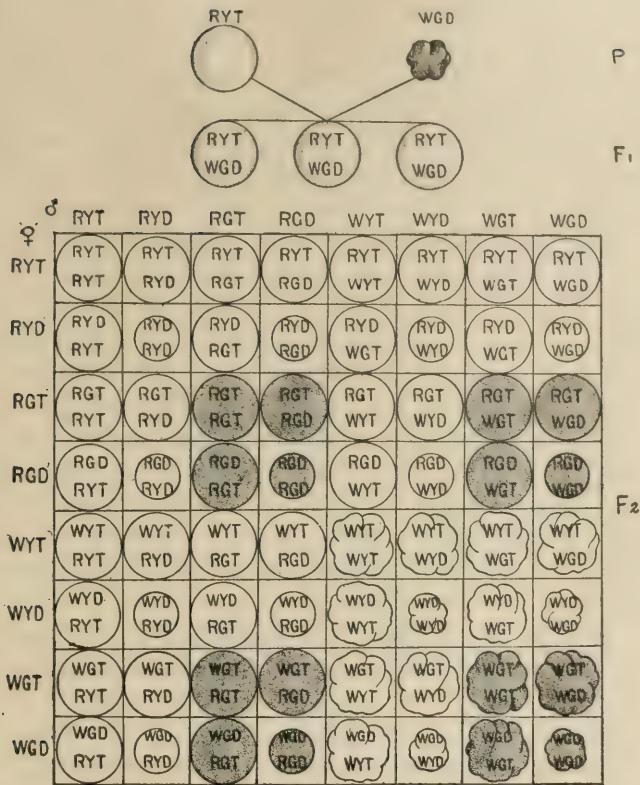 RYT WGD
P
RYT RYT RYT
WGD WGD WGD
F1
♂ RYT RYD RGT RGD WYT WYD WGT WGD
♀
RYT RYT RYT RYT RYT RYT RYT RYT
RYT
RYT RYD RGT RGD WYT WYD WGT WGD
RYD RYD RYD RYD RYD RYD RYD RYD
RYD
RYT RYD RGT RGD WGT WYD WGT WGD
RGT RGT RGT RGT RGT RGT RGT RGT
RGT
RYT RYD RGT RGD WYT WYD WGT WGD
RGD RGD RGD RGD RGD RGD RGD RGD
RGD
RYT RYD RGT RGD WYT WYD WGT WGD
F2
WYT WYT WYT WYT WYT WYT WYT WYT
WYT
RYT RYD RGT RGD WYT WYD WGT WGD
WYD WYD WYD WYD WYD WYD WYD WYD
WYD
RYT RYD RGT RGD WYT WYD WGT WGD
WGT WGT WGT WGT WGT WGT WGT WGT
WGT
RYT RYD RGT RGD WYT WYD WGT WGD
WGD WGD WGD WGD WGD WGD WGD WGD
WGD
RYT RYD RGT RGD WYT WYD WGT WGD